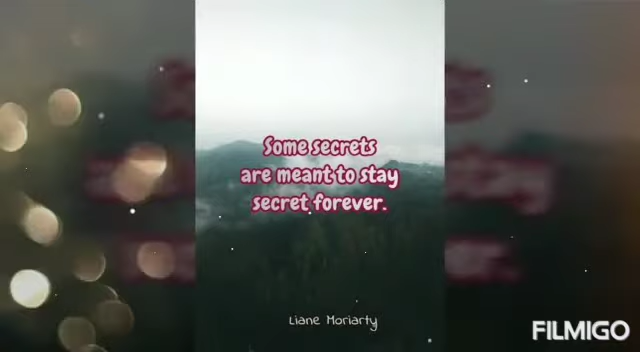 Some secrets
are meant to stay
secret forever.
Liane Moriarty
FILMIGO